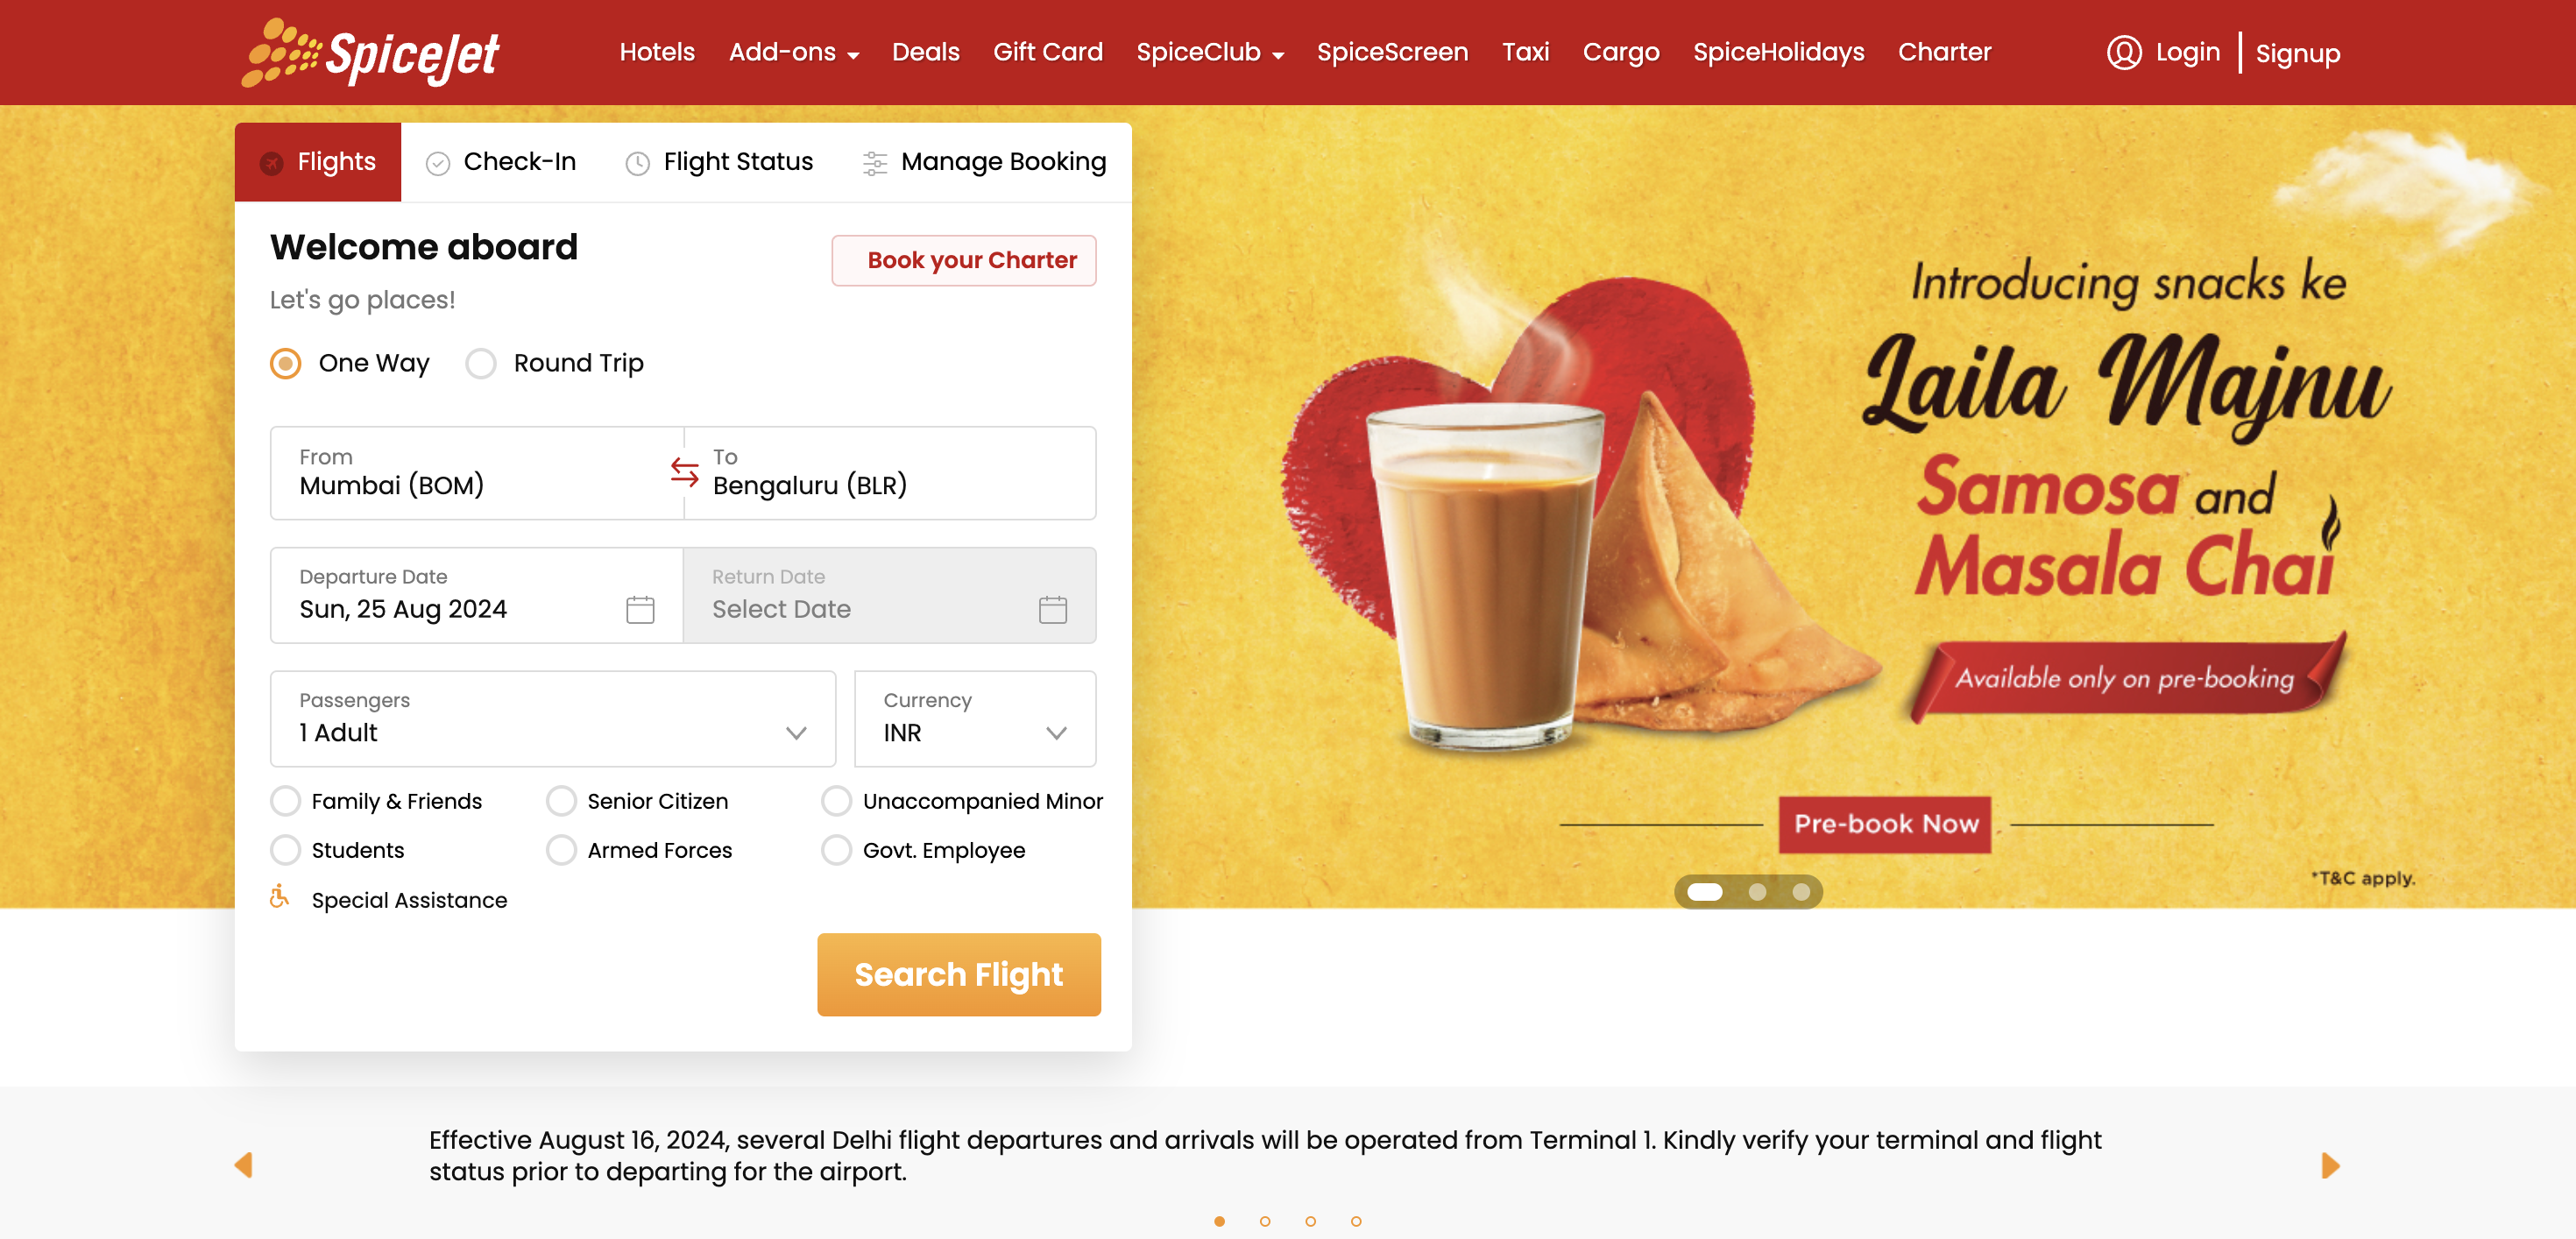 SpiceJet
Hotels Add-ons Deals Gift Card SpiceClub SpiceScreen Taxi Cargo SpiceHolidays Charter Login Signup
Flights Check-In Flight Status Manage Booking
Welcome aboard
Book your Charter
Let's go places!
One Way Round Trip
From
Mumbai (BOM)
To
Bengaluru (BLR)
Departure Date
Sun, 25 Aug 2024
Return Date
Select Date
Passengers
1 Adult
Currency
INR
Family & Friends Senior Citizen Unaccompanied Minor
Students Armed Forces Govt. Employee
Special Assistance
Search Flight
Introducing snacks ke
Laila Majnu
Samosa and
Masala Chai
Available only on pre-booking
Pre-book Now
*T&C apply.
Effective August 16, 2024, several Delhi flight departures and arrivals will be operated from Terminal 1. Kindly verify your terminal and flight
status prior to departing for the airport.